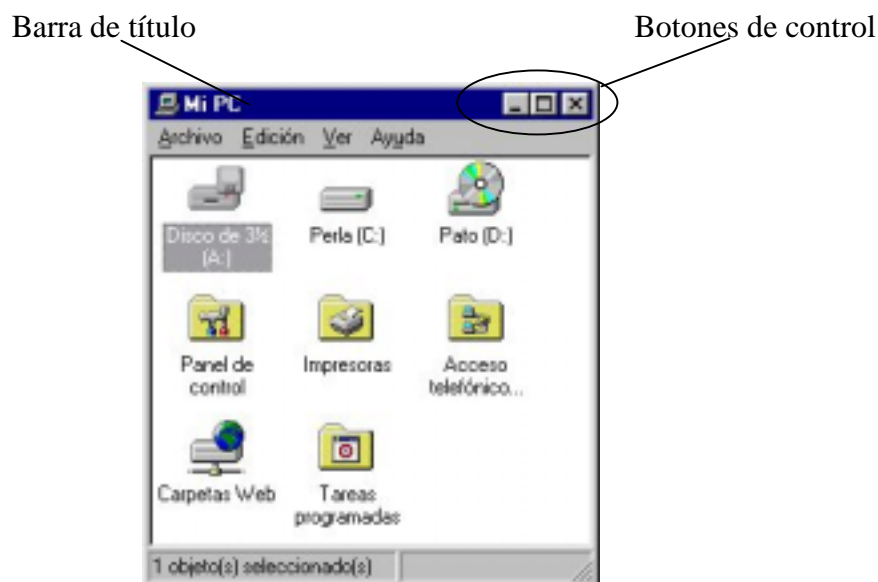 Barra de título Botones de control
Mi PC
Archivo Edición Ver Ayuda
Disco de 3½ Perla (C:) Pato (D:)
(A:)
Panel de Impresoras Acceso
control telefónico...
Carpetas Web Tareas
programadas
1 objeto(s) seleccionado(s)